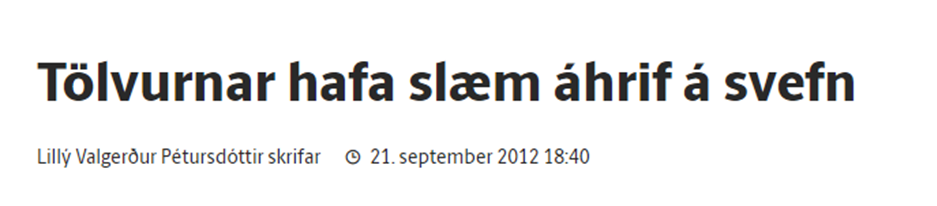 Tölvurnar hafa slæm áhrif á svefn
Lillý Valgerður Pétursdóttir skrifar 21. september 2012 18:40